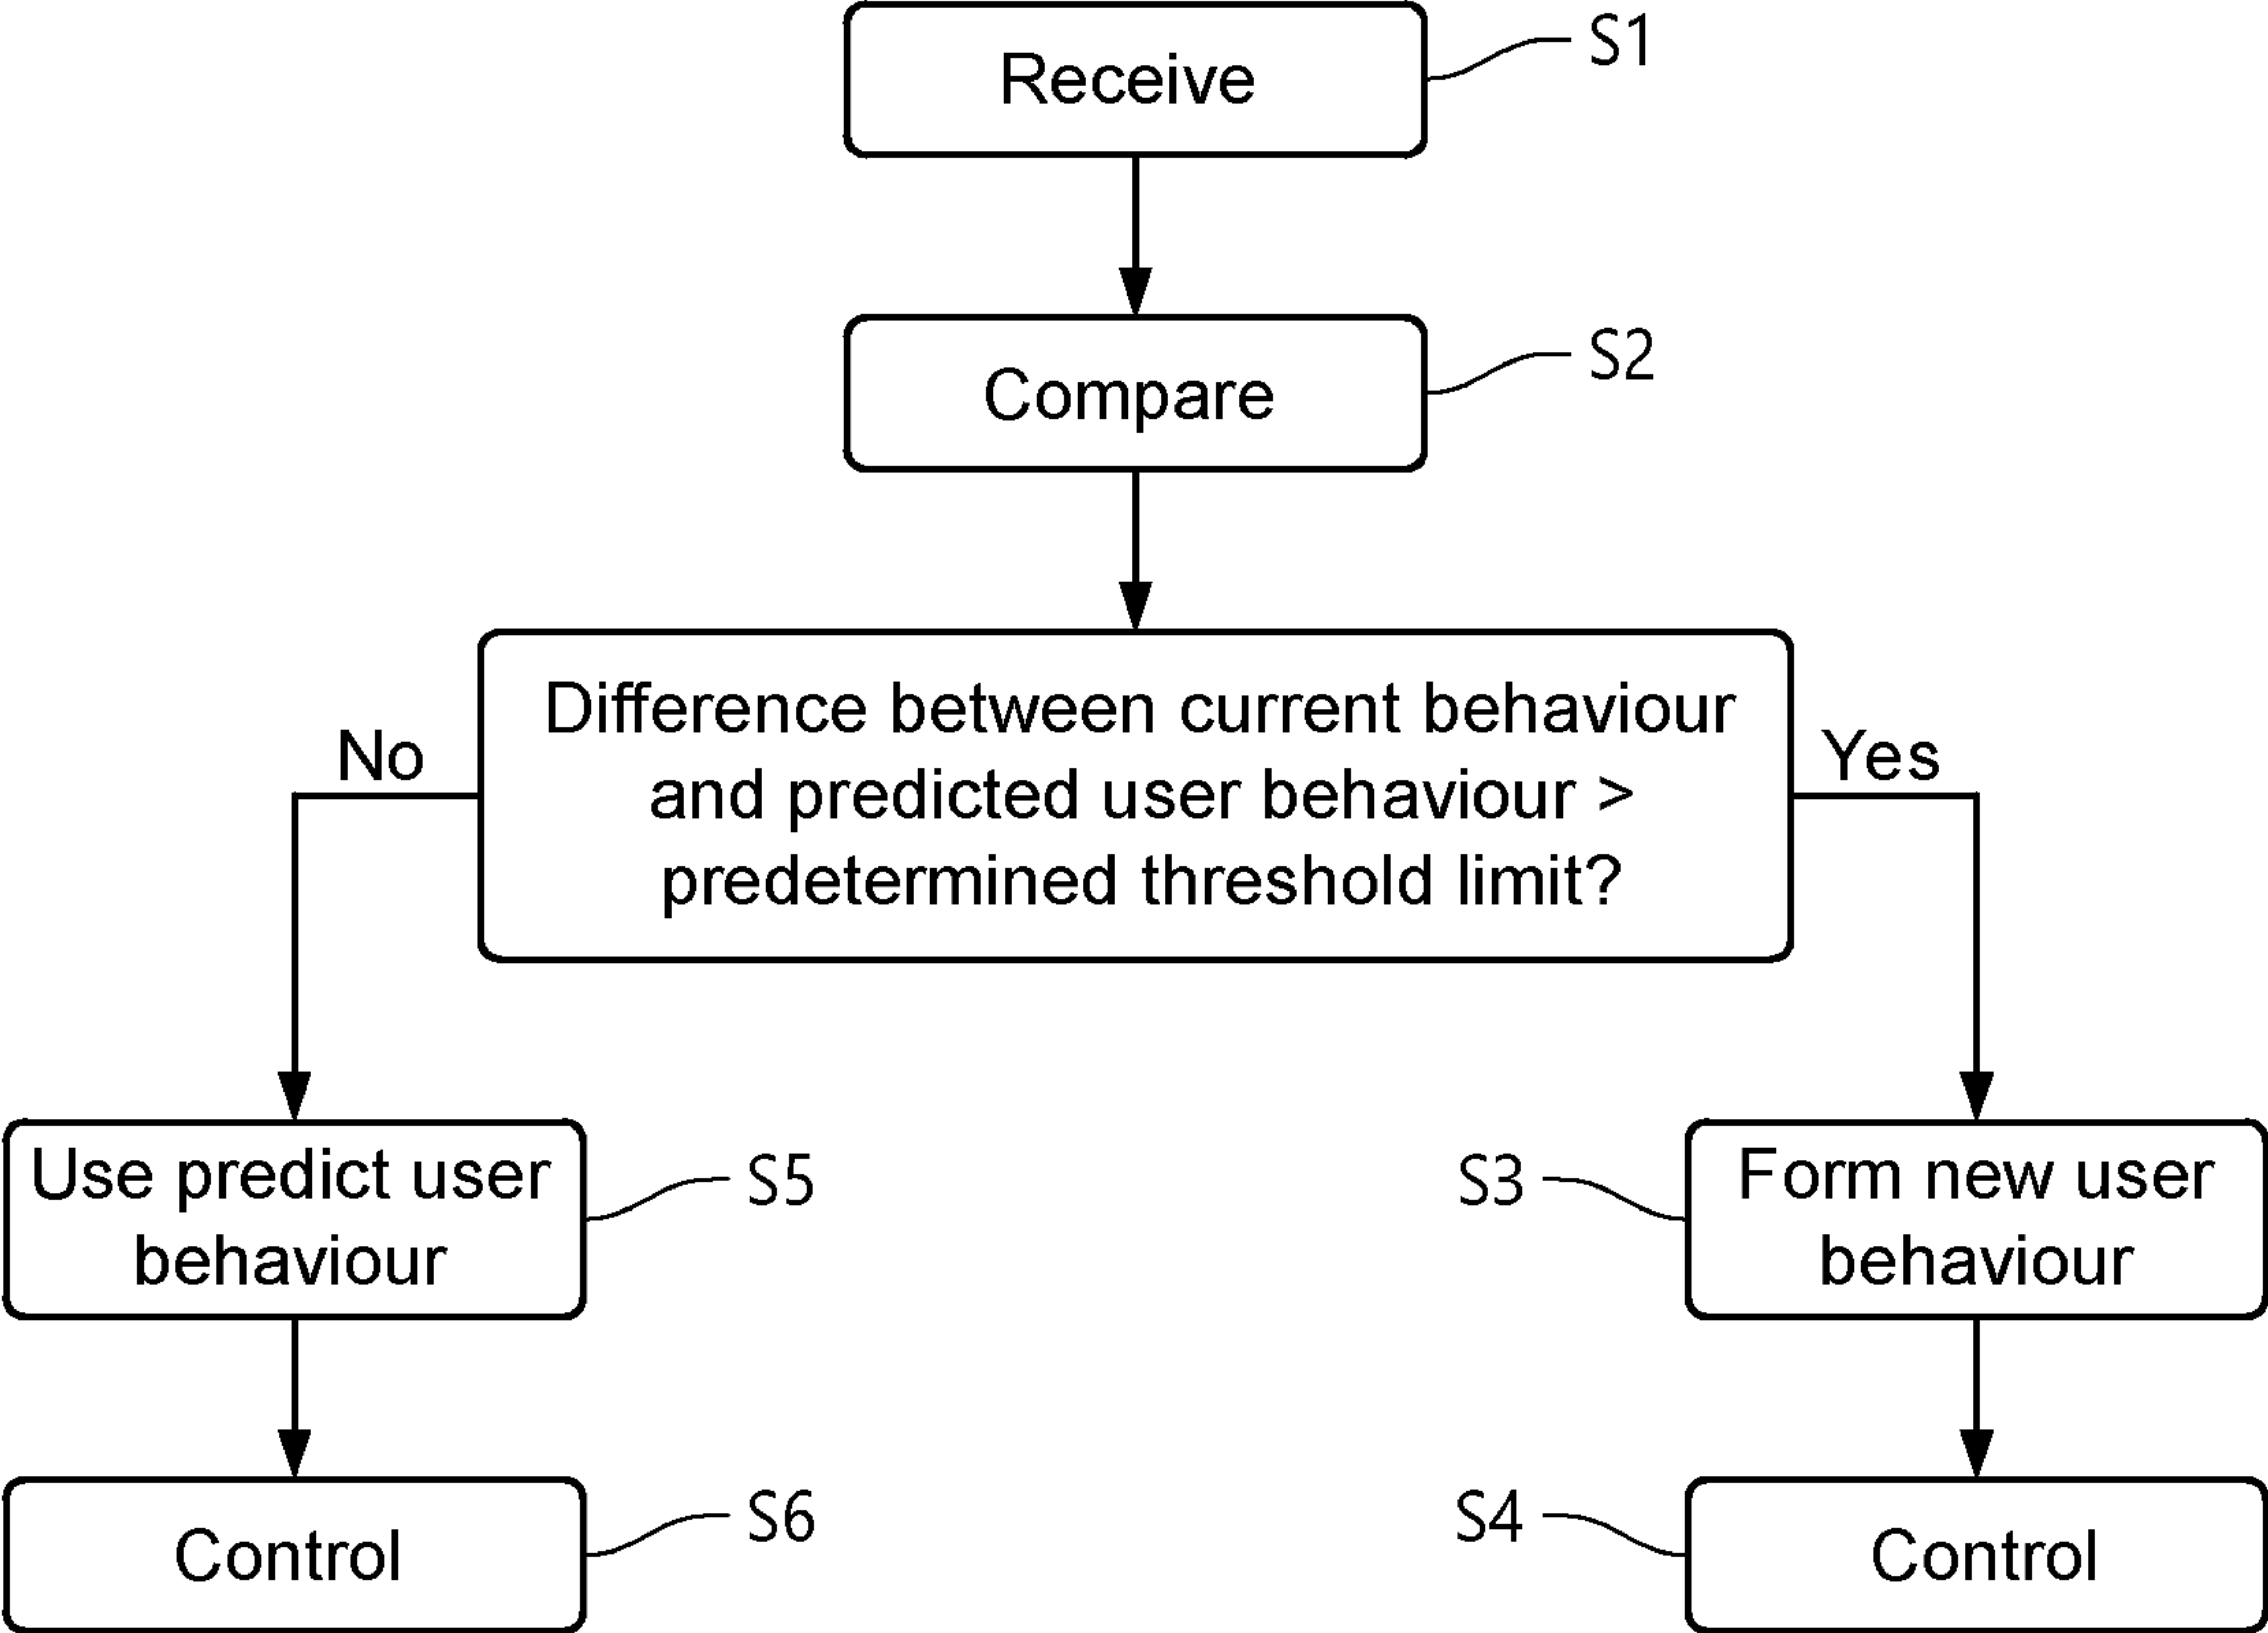 Receive
S1
Compare
S2
Difference between current behaviour
and predicted user behaviour >
predetermined threshold limit?
No
Yes
Use predict user
behaviour
S5
S3
Form new user
behaviour
Control
S6
S4
Control